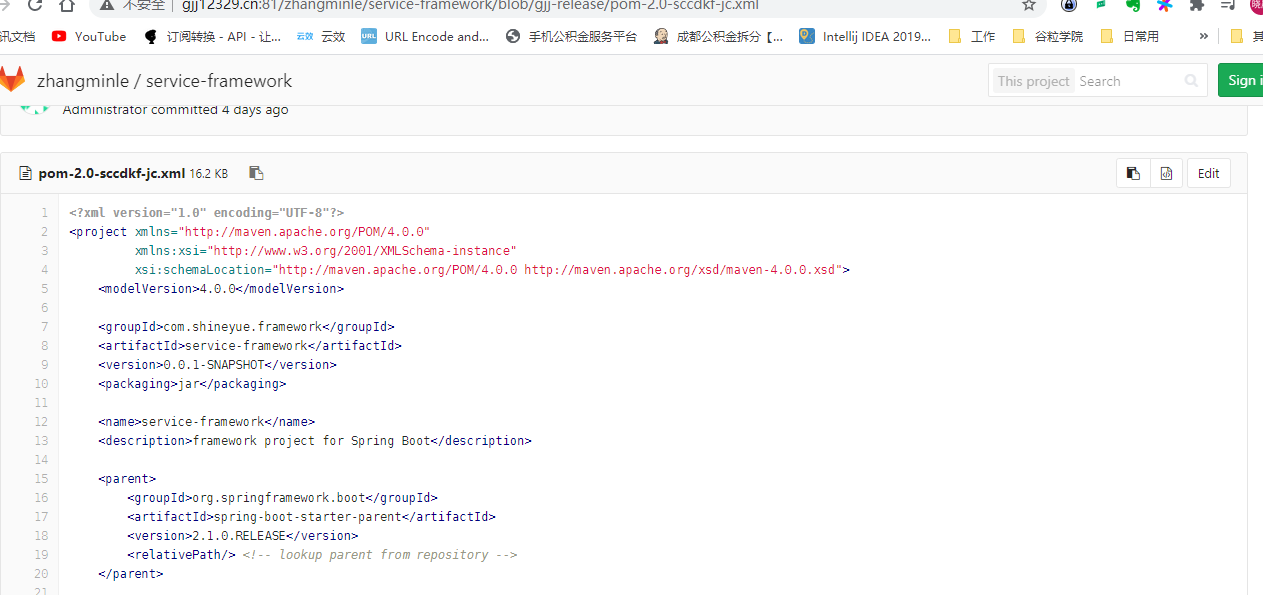 不安全 gjj12329.cn:81/zhangminle/service-framework/blob/gjj-release/pom-2.0-sccdkf-jc.xml
讯文档 YouTube 订阅转换 - API - 让... 云效 云效 URL URL Encode and... 手机公积金服务平台 成都公积金拆分【... Intellij IDEA 2019... 工作 谷粒学院 日常用 »
zhangminle / service-framework This project Search Sign i
Administrator committed 4 days ago
pom-2.0-sccdkf-jc.xml 16.2 KB Edit
1 <?xml version="1.0" encoding="UTF-8"?>
2 <project xmlns="http://maven.apache.org/POM/4.0.0"
3 xmlns:xsi="http://www.w3.org/2001/XMLSchema-instance"
4 xsi:schemaLocation="http://maven.apache.org/POM/4.0.0 http://maven.apache.org/xsd/maven-4.0.0.xsd">
5 <modelVersion>4.0.0</modelVersion>
6
7 <groupId>com.shineyue.framework</groupId>
8 <artifactId>service-framework</artifactId>
9 <version>0.0.1-SNAPSHOT</version>
10 <packaging>jar</packaging>
11
12 <name>service-framework</name>
13 <description>framework project for Spring Boot</description>
14
15 <parent>
16 <groupId>org.springframework.boot</groupId>
17 <artifactId>spring-boot-starter-parent</artifactId>
18 <version>2.1.0.RELEASE</version>
19 <relativePath/> <!-- lookup parent from repository -->
20 </parent>
21